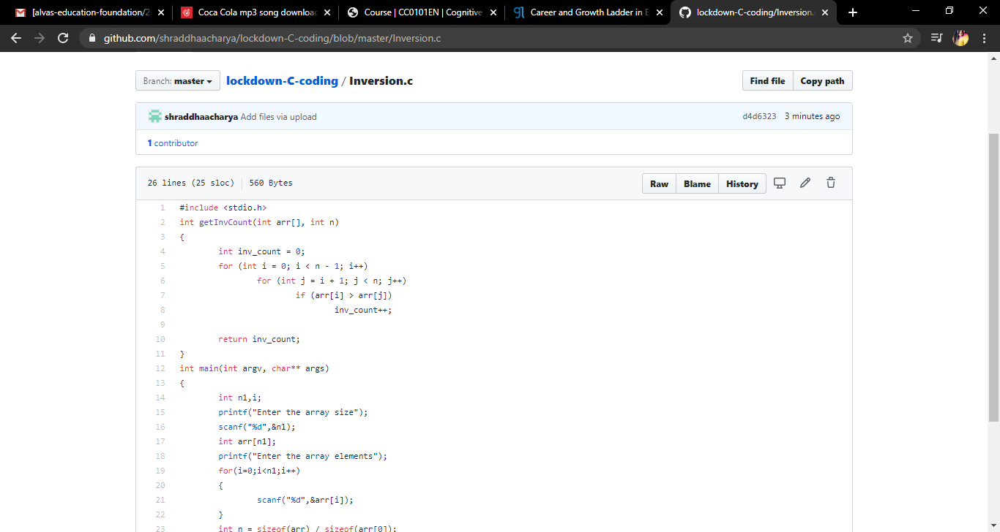 [alvas-education-foundation/2
Coca Cola mp3 song downloa
Course | CC0101EN | Cognitive
Career and Growth Ladder in E
lockdown-C-coding/Inversion.
github.com/shraddhaacharya/lockdown-C-coding/blob/master/Inversion.c
Branch: master
lockdown-C-coding / Inversion.c
Find file
Copy path
shraddhaacharya Add files via upload
d4d6323 3 minutes ago
1 contributor
26 lines (25 sloc) 560 Bytes
Raw
Blame
History
1 #include <stdio.h>
2 int getInvCount(int arr[], int n)
3 {
4 int inv_count = 0;
5 for (int i = 0; i < n - 1; i++)
6 for (int j = i + 1; j < n; j++)
7 if (arr[i] > arr[j])
8 inv_count++;
9
10 return inv_count;
11 }
12 int main(int argv, char** args)
13 {
14 int n1,i;
15 printf("Enter the array size");
16 scanf("%d",&n1);
17 int arr[n1];
18 printf("Enter the array elements");
19 for(i=0;i<n1;i++)
20 {
21 scanf("%d",&arr[i]);
22 }
23 int n = sizeof(arr) / sizeof(arr[0]);